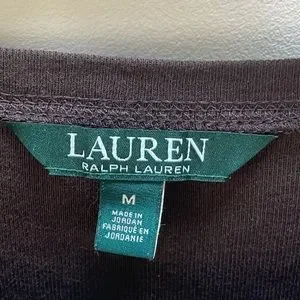 LAUREN
RALPH LAUREN
M
MADE IN
JORDAN
FABRIQUÉ EN
JORDANIE